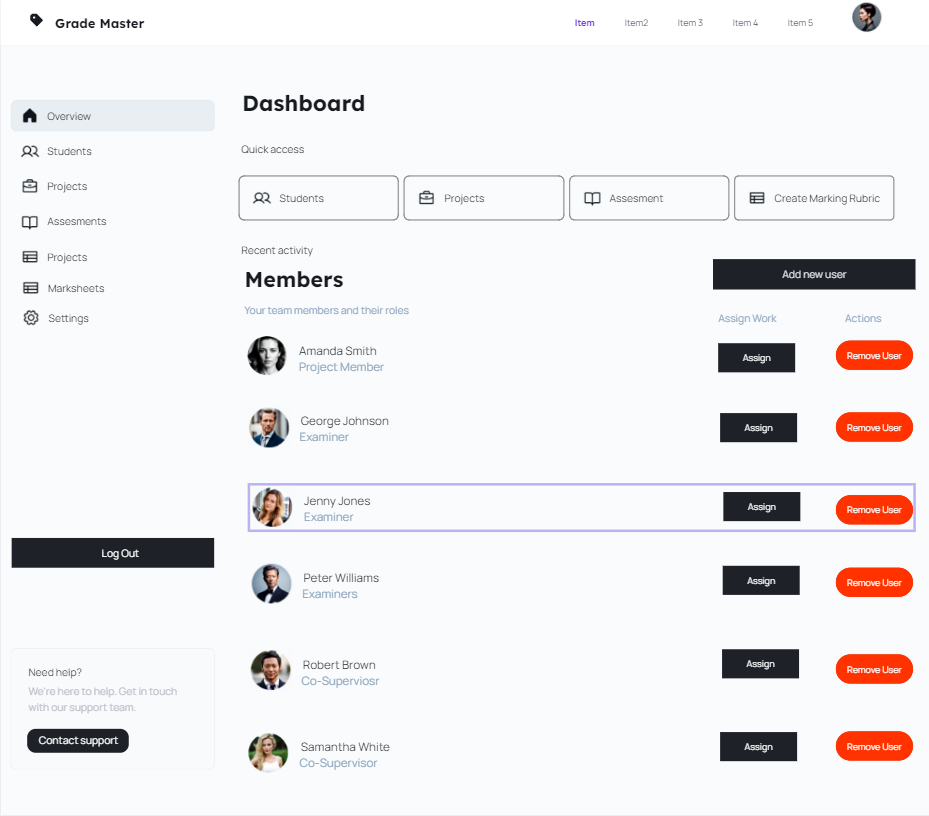 Grade Master
Item Item2 Item 3 Item 4 Item 5
Overview
Students
Projects
Assesments
Projects
Marksheets
Settings
Log Out
Need help?
We're here to help. Get in touch
with our support team.
Contact support
Dashboard
Quick access
Students Projects Assesment Create Marking Rubric
Recent activity
Members
Add new user
Your team members and their roles
Assign Work Actions
Amanda Smith
Project Member
Assign Remove User
George Johnson
Examiner
Assign Remove User
Jenny Jones
Examiner
Assign Remove User
Peter Williams
Examiners
Assign Remove User
Robert Brown
Co-Superviosr
Assign Remove User
Samantha White
Co-Supervisor
Assign Remove User